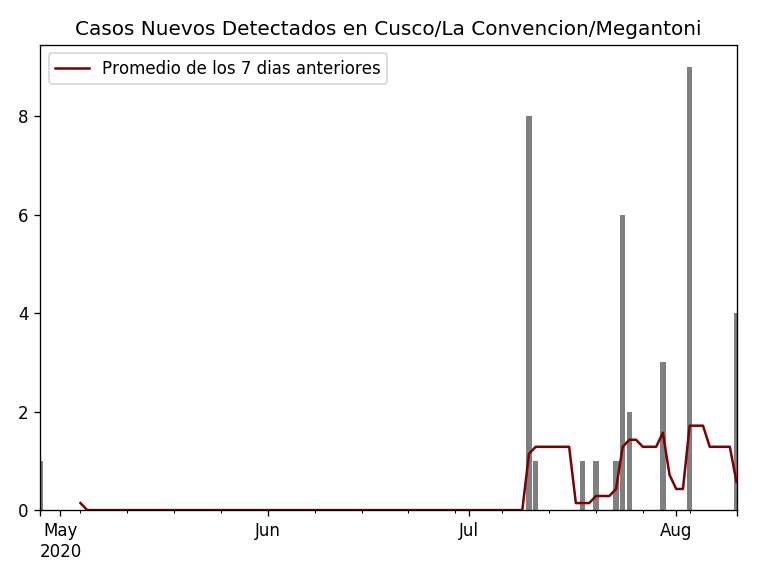 Casos Nuevos Detectados en Cusco/La Convencion/Megantoni
Promedio de los 7 dias anteriores
8
6
4
2
0
May
2020
Jun
Jul
Aug